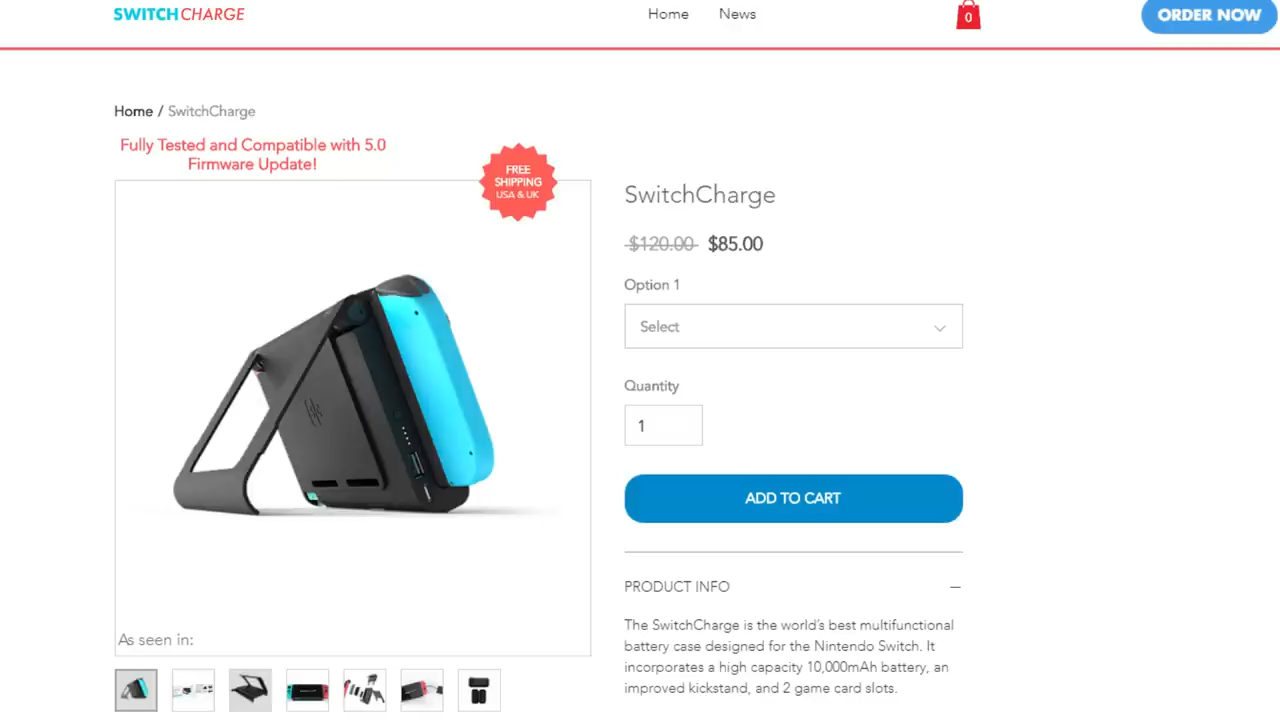 SWITCHCHARGE
Home News
0
ORDER NOW
Home / SwitchCharge
Fully Tested and Compatible with 5.0
Firmware Update!
FREE
SHIPPING
USA & UK
SwitchCharge
$120.00 $85.00
Option 1
Select
Quantity
1
ADD TO CART
PRODUCT INFO
The SwitchCharge is the world's best multifunctional
battery case designed for the Nintendo Switch. It
incorporates a high capacity 10,000mAh battery, an
improved kickstand, and 2 game card slots.
As seen in: